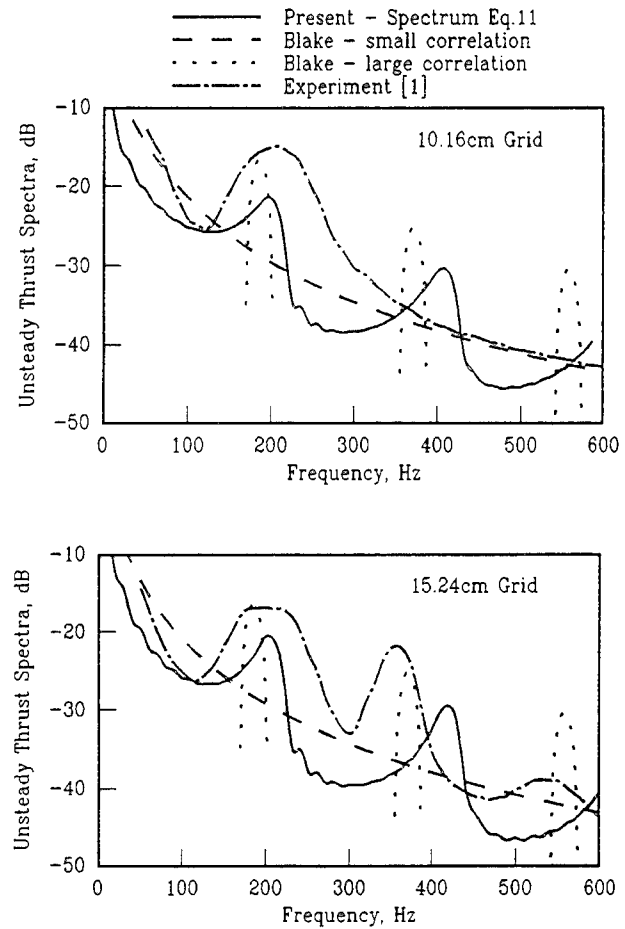 Present - Spectrum Eq.11
Blake - small correlation
Blake - large correlation
Experiment [1]
10.16cm Grid
Unsteady Thrust Spectra, dB
-10
-20
-30
-40
-50
0 100 200 300 400 500 600
Frequency, Hz
15.24cm Grid
Unsteady Thrust Spectra, dB
-10
-20
-30
-40
-50
0 100 200 300 400 500 600
Frequency, Hz